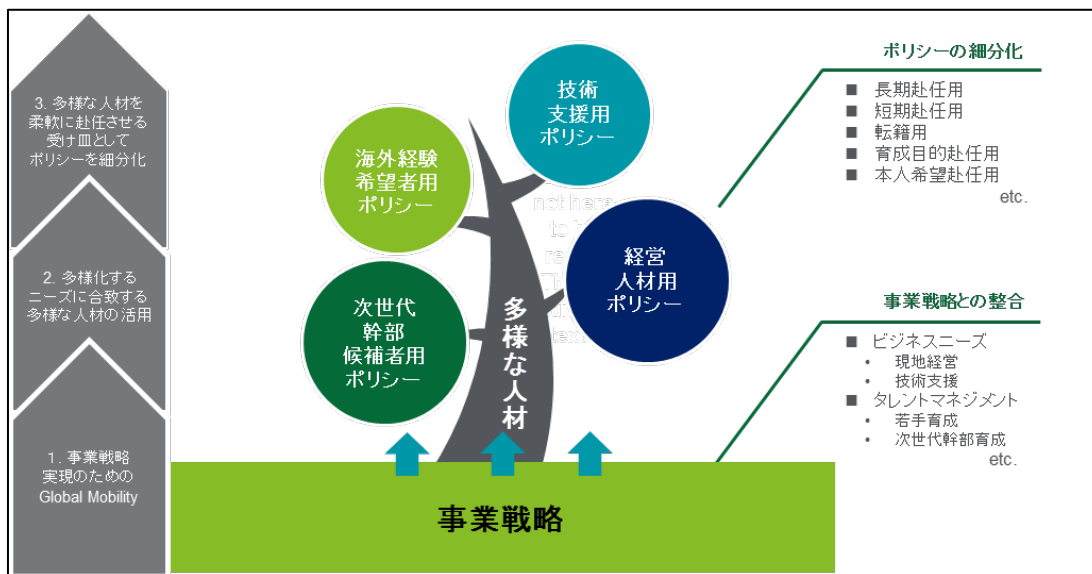 3. 多様な人材を
柔軟に赴任させる
受け皿として
ポリシーを細分化
2. 多様化する
ニーズに合致する
多様な人材の活用
1. 事業戦略
実現のための
Global Mobility
技術
支援用
ポリシー
海外経験
希望者用
ポリシー
経営
人材用
ポリシー
次世代
幹部
候補者用
ポリシー
not here
to
text
多様な人材
事業戦略
ポリシーの細分化
■ 長期赴任用
■ 短期赴任用
■ 転籍用
■ 育成目的赴任用
■ 本人希望赴任用
etc.
事業戦略との整合
■ ビジネスニーズ
• 現地経営
• 技術支援
■ タレントマネジメント
• 若手育成
• 次世代幹部育成
etc.